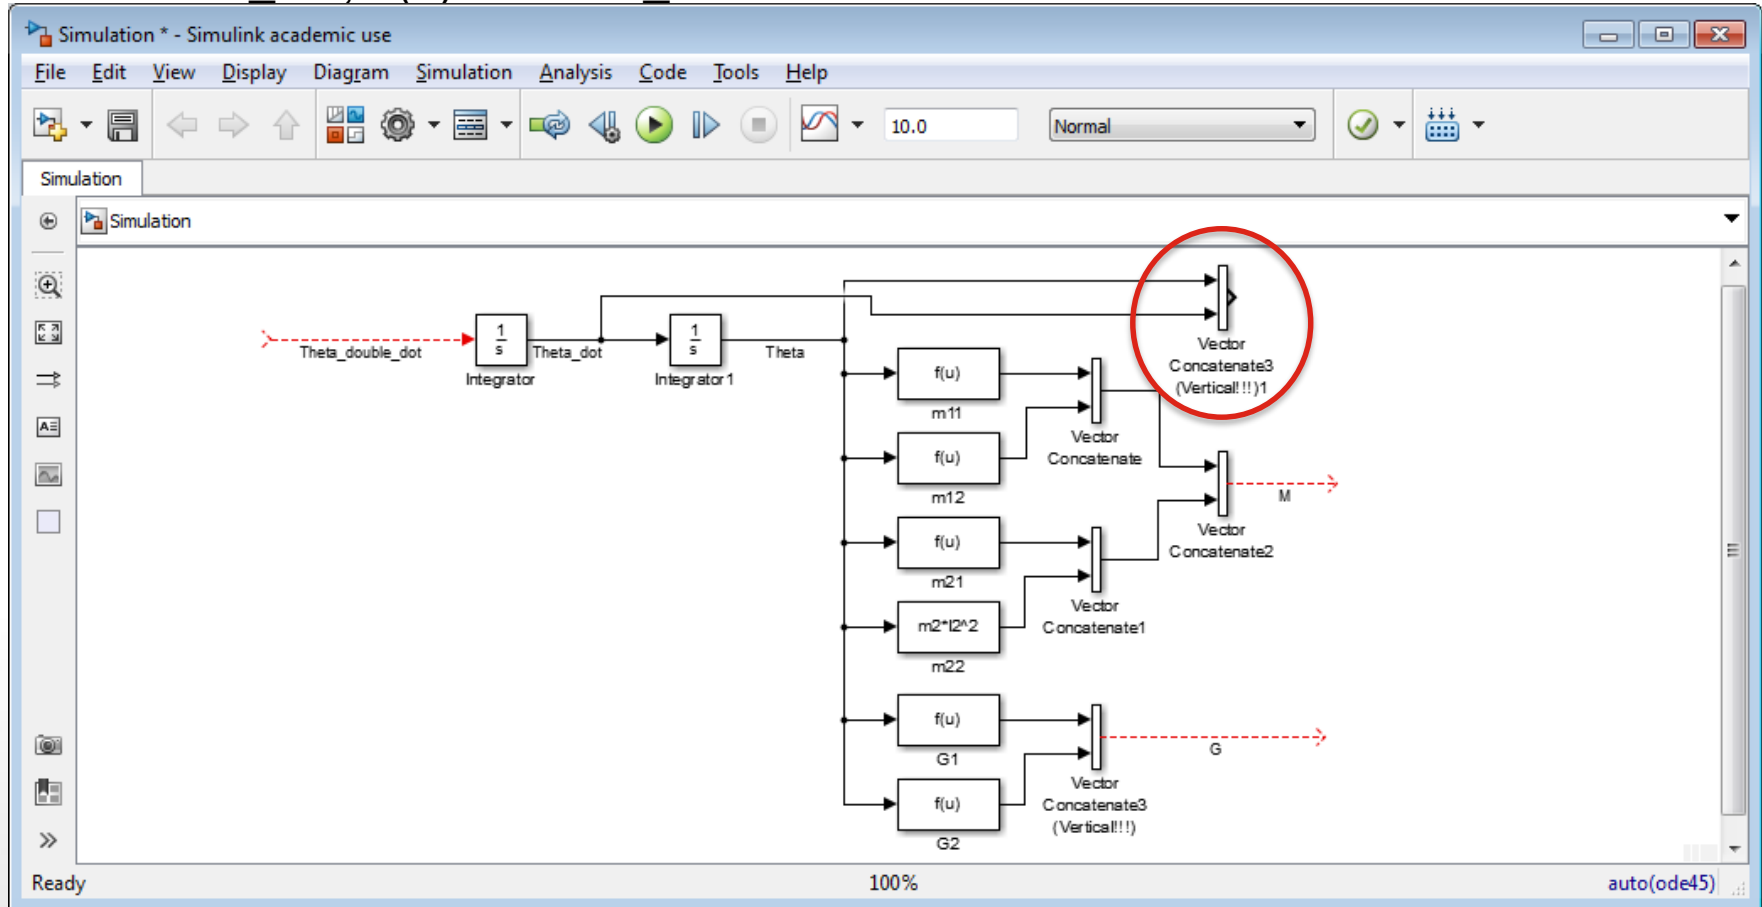 Simulation * - Simulink academic use
File Edit View Display Diagram Simulation Analysis Code Tools Help
10.0 Normal
Simulation
Simulation
Theta_double_dot
1
s
Integrator
Theta_dot
1
s
Integrator1
Theta
Vector
Concatenate3
(Vertical!!!)1
f(u)
m11
Vector
Concatenate
f(u)
m12
M
Vector
Concatenate2
f(u)
m21
Vector
Concatenate1
m2*l2^2
m22
f(u)
G1
G
Vector
Concatenate3
(Vertical!!!)
f(u)
G2
Ready 100% auto(ode45)